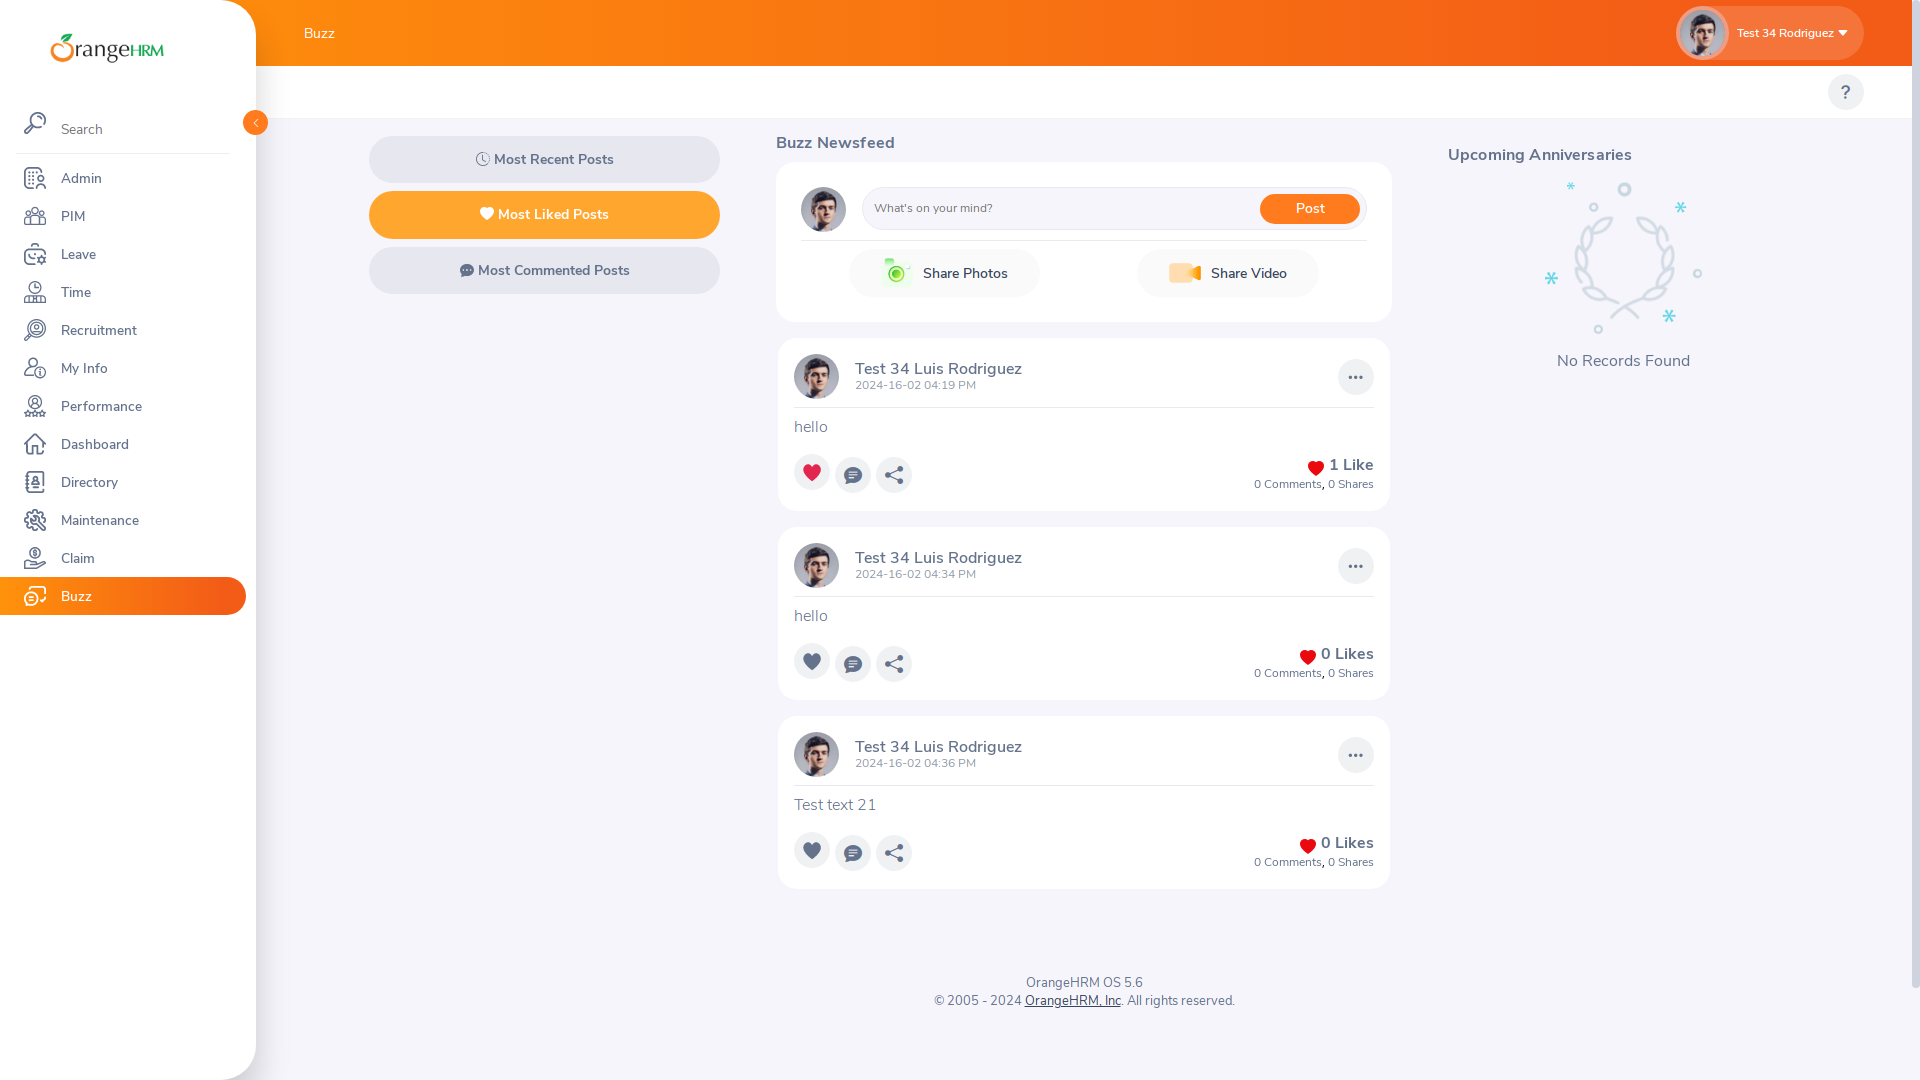 OrangeHRM
Search
Admin
PIM
Leave
Time
Recruitment
My Info
Performance
Dashboard
Directory
Maintenance
Claim
Buzz
Buzz
Test 34 Rodriguez
?
Most Recent Posts
Most Liked Posts
Most Commented Posts
Buzz Newsfeed
What's on your mind?
Post
Share Photos
Share Video
Test 34 Luis Rodriguez
2024-16-02 04:19 PM
hello
1 Like
0 Comments, 0 Shares
Test 34 Luis Rodriguez
2024-16-02 04:34 PM
hello
0 Likes
0 Comments, 0 Shares
Test 34 Luis Rodriguez
2024-16-02 04:36 PM
Test text 21
0 Likes
0 Comments, 0 Shares
Upcoming Anniversaries
No Records Found
OrangeHRM OS 5.6
© 2005 - 2024 OrangeHRM, Inc. All rights reserved.